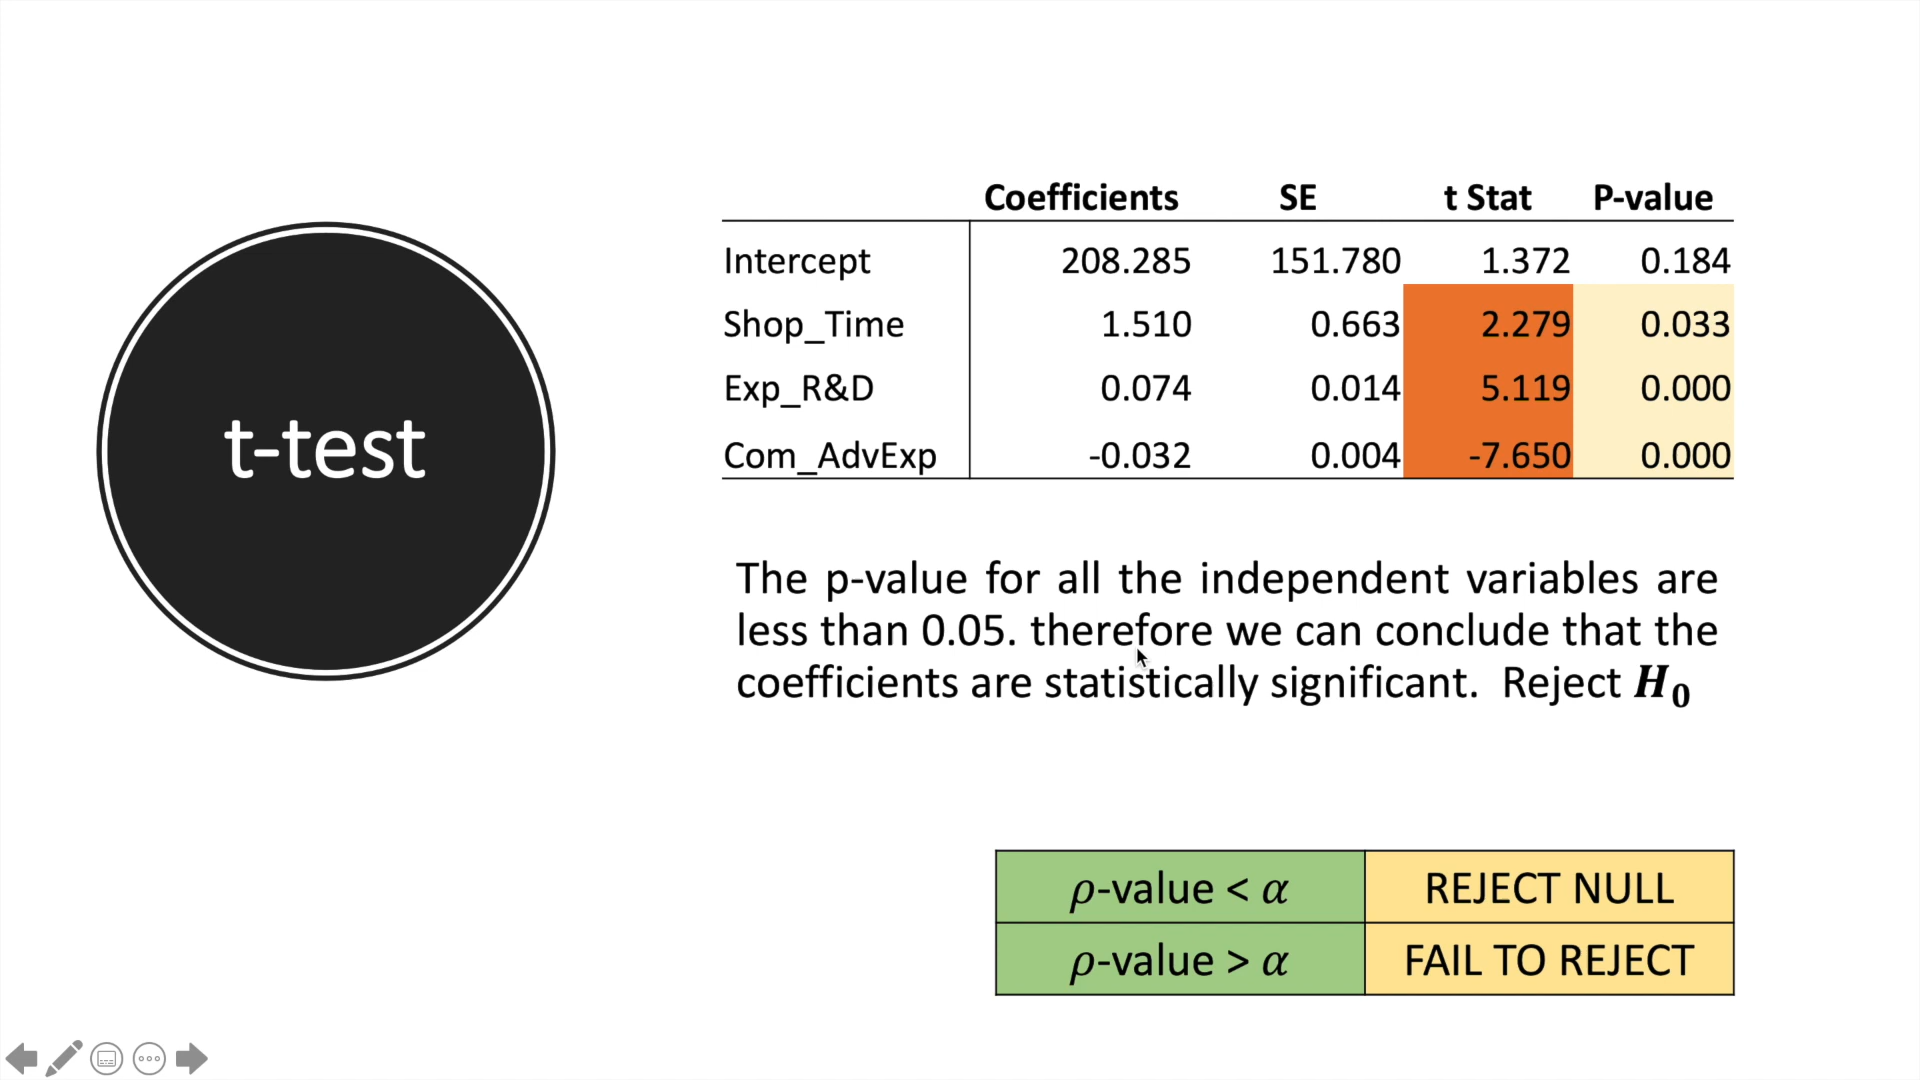 t-test
Coefficients SE t Stat P-value
Intercept 208.285 151.780 1.372 0.184
Shop_Time 1.510 0.663 2.279 0.033
Exp_R&D 0.074 0.014 5.119 0.000
Com_AdvExp -0.032 0.004 -7.650 0.000
The p-value for all the independent variables are
less than 0.05. therefore we can conclude that the
coefficients are statistically significant. Reject H₀
ρ-value < α REJECT NULL
ρ-value > α FAIL TO REJECT